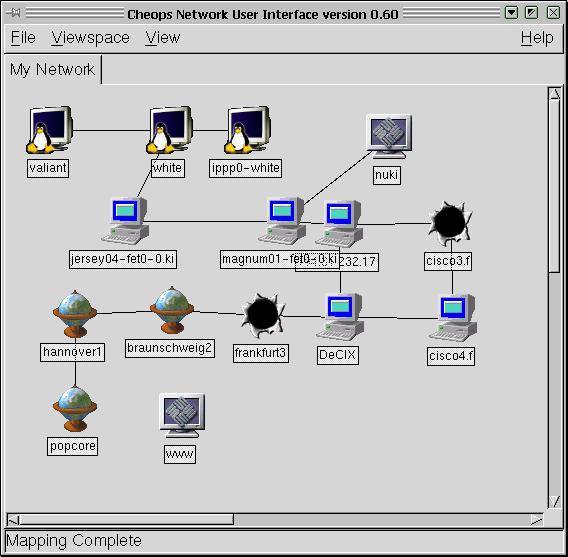 Cheops Network User Interface version 0.60
File Viewspace View Help
My Network
valiant white ippp0-white nuki
jersey04-fet0-0.ki magnum01-fet0-0.ki 232.17 cisco3.f
hannover1 braunschweig2 frankfurt3 DeCIX cisco4.f
popcore www
Mapping Complete